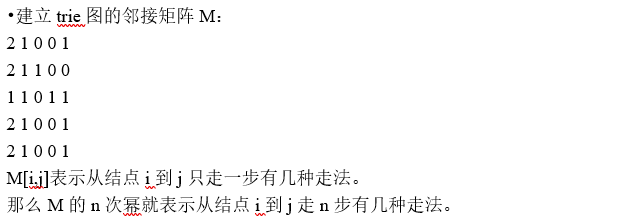 •建立 trie 图的邻接矩阵 M：
2 1 0 0 1
2 1 1 0 0
1 1 0 1 1
2 1 0 0 1
2 1 0 0 1
M[i,j]表示从结点 i 到 j 只走一步有几种走法。
那么 M 的 n 次幂就表示从结点 i 到 j 走 n 步有几种走法。